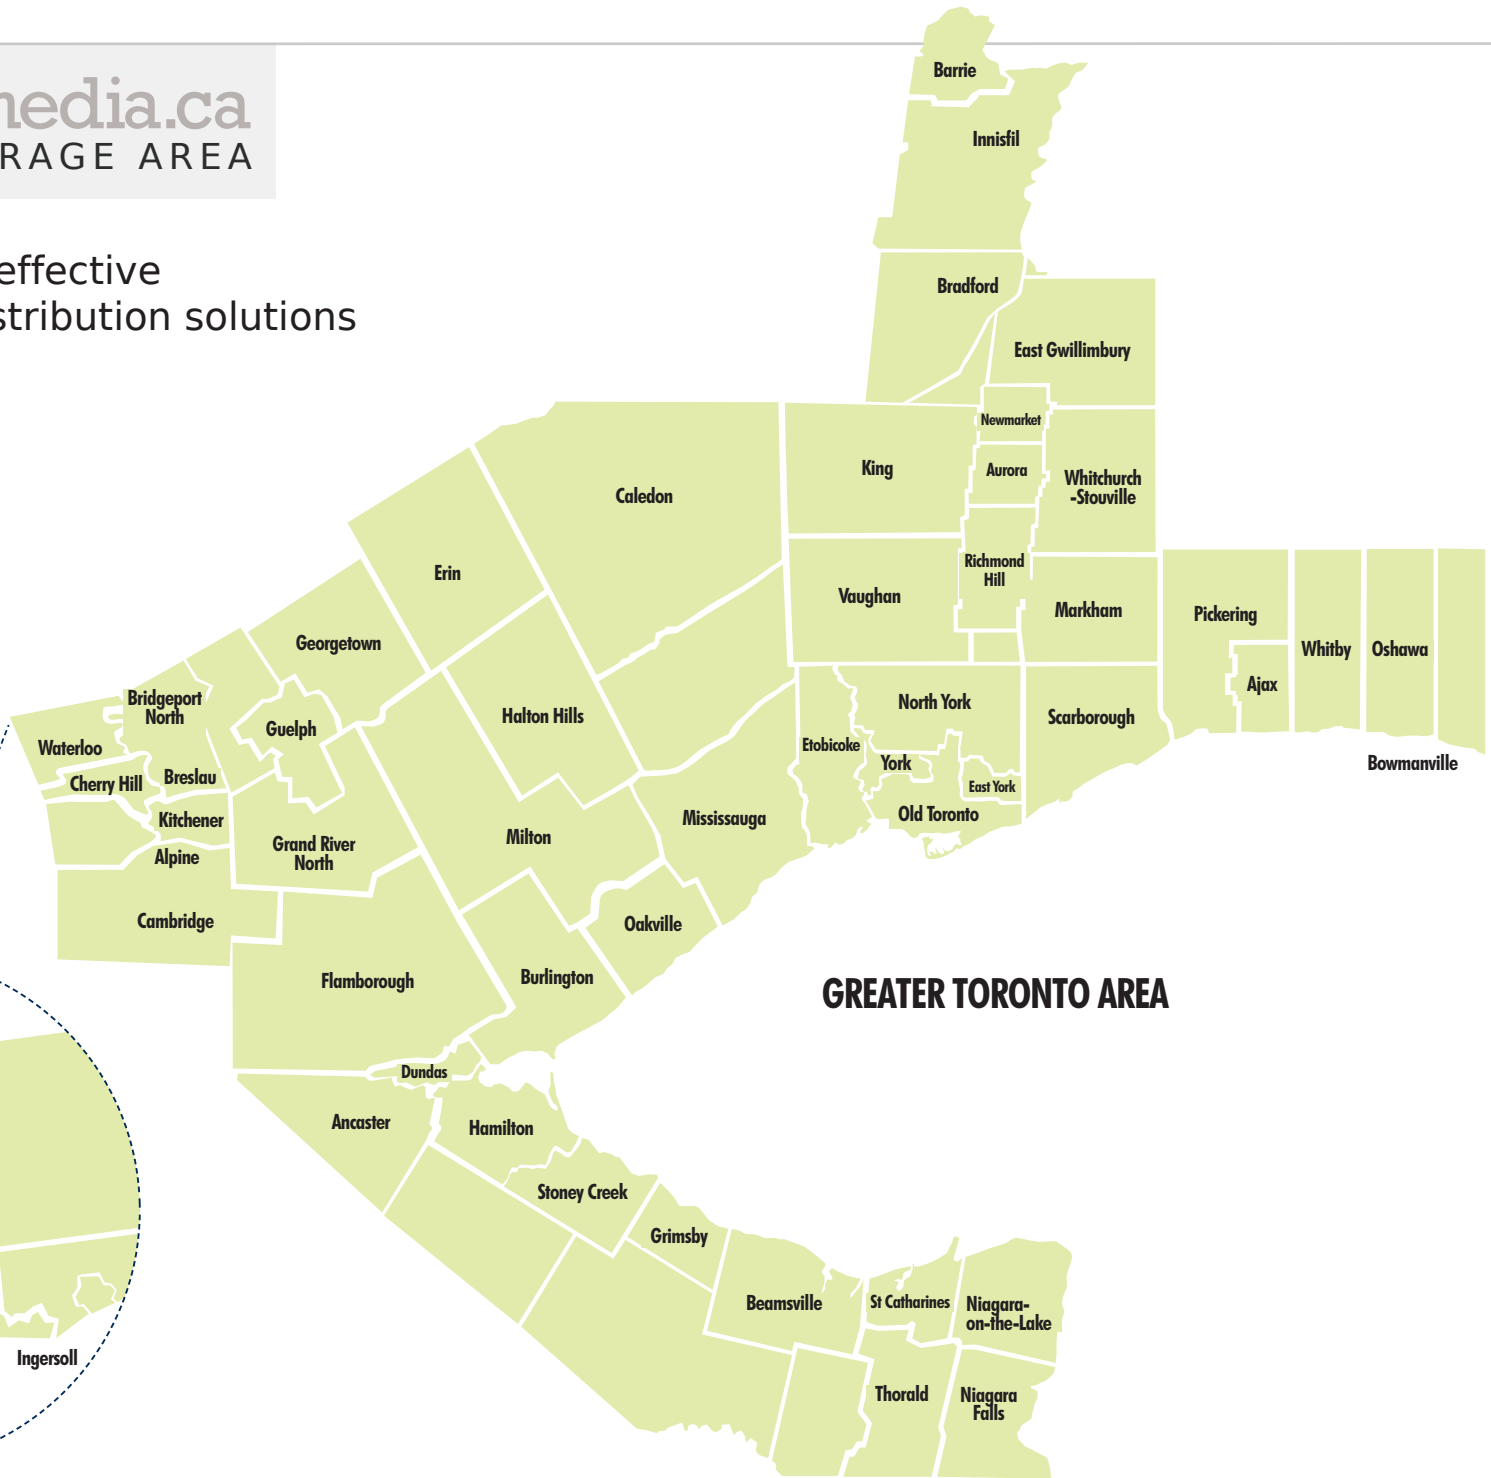 media.ca
RAGE AREA
effective
stribution solutions
Barrie
Innisfil
Bradford
East Gwillimbury
Newmarket
King
Aurora
Whitchurch
-Stouville
Caledon
Richmond
Hill
Erin
Vaughan
Markham
Pickering
Georgetown
Whitby
Oshawa
Ajax
Bridgeport
North
North York
Halton Hills
Scarborough
Guelph
Waterloo
Etobicoke
York
Bowmanville
Cherry Hill
Breslau
East York
Kitchener
Mississauga
Old Toronto
Grand River
North
Milton
Alpine
Cambridge
Oakville
Flamborough
Burlington
GREATER TORONTO AREA
Dundas
Ancaster
Hamilton
Stoney Creek
Grimsby
Beamsville
St Catharines
Niagara-
on-the-Lake
Ingersoll
Thorald
Niagara
Falls